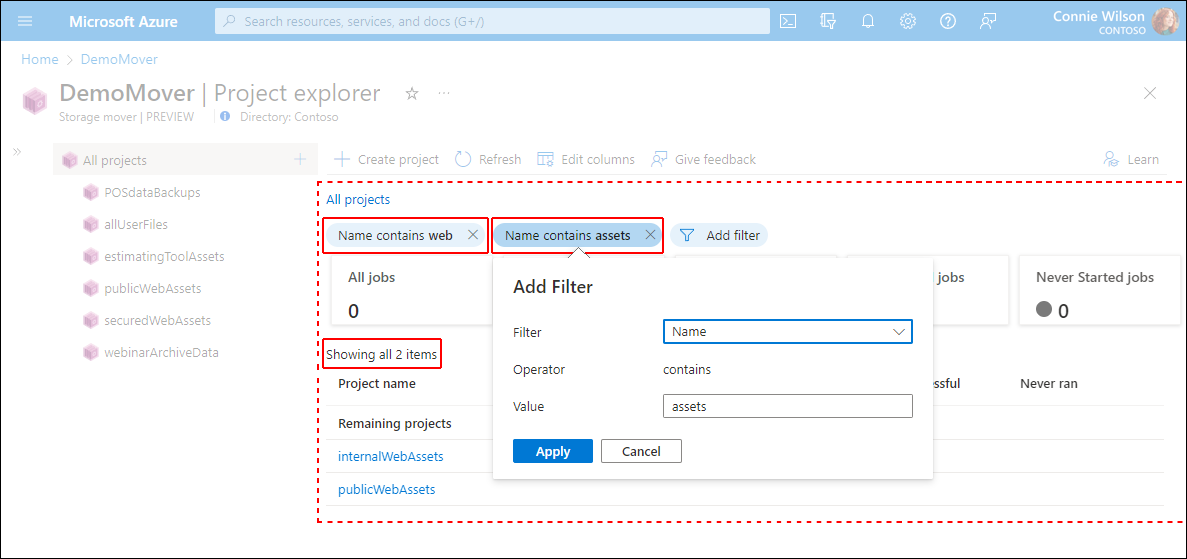 Microsoft Azure
Search resources, services, and docs (G+/)
Connie Wilson
CONTOSO
Home > DemoMover
DemoMover | Project explorer
Storage mover | PREVIEW
Directory: Contoso
All projects
POSdataBackups
allUserFiles
estimatingToolAssets
publicWebAssets
securedWebAssets
webinarArchiveData
Create project
Refresh
Edit columns
Give feedback
Learn
All projects
Name contains web
Name contains assets
Add filter
All jobs
0
jobs
Never Started jobs
0
Showing all 2 items
Project name
Never ran
Remaining projects
internalWebAssets
publicWebAssets
Add Filter
Filter
Name
Operator
contains
Value
assets
Apply
Cancel